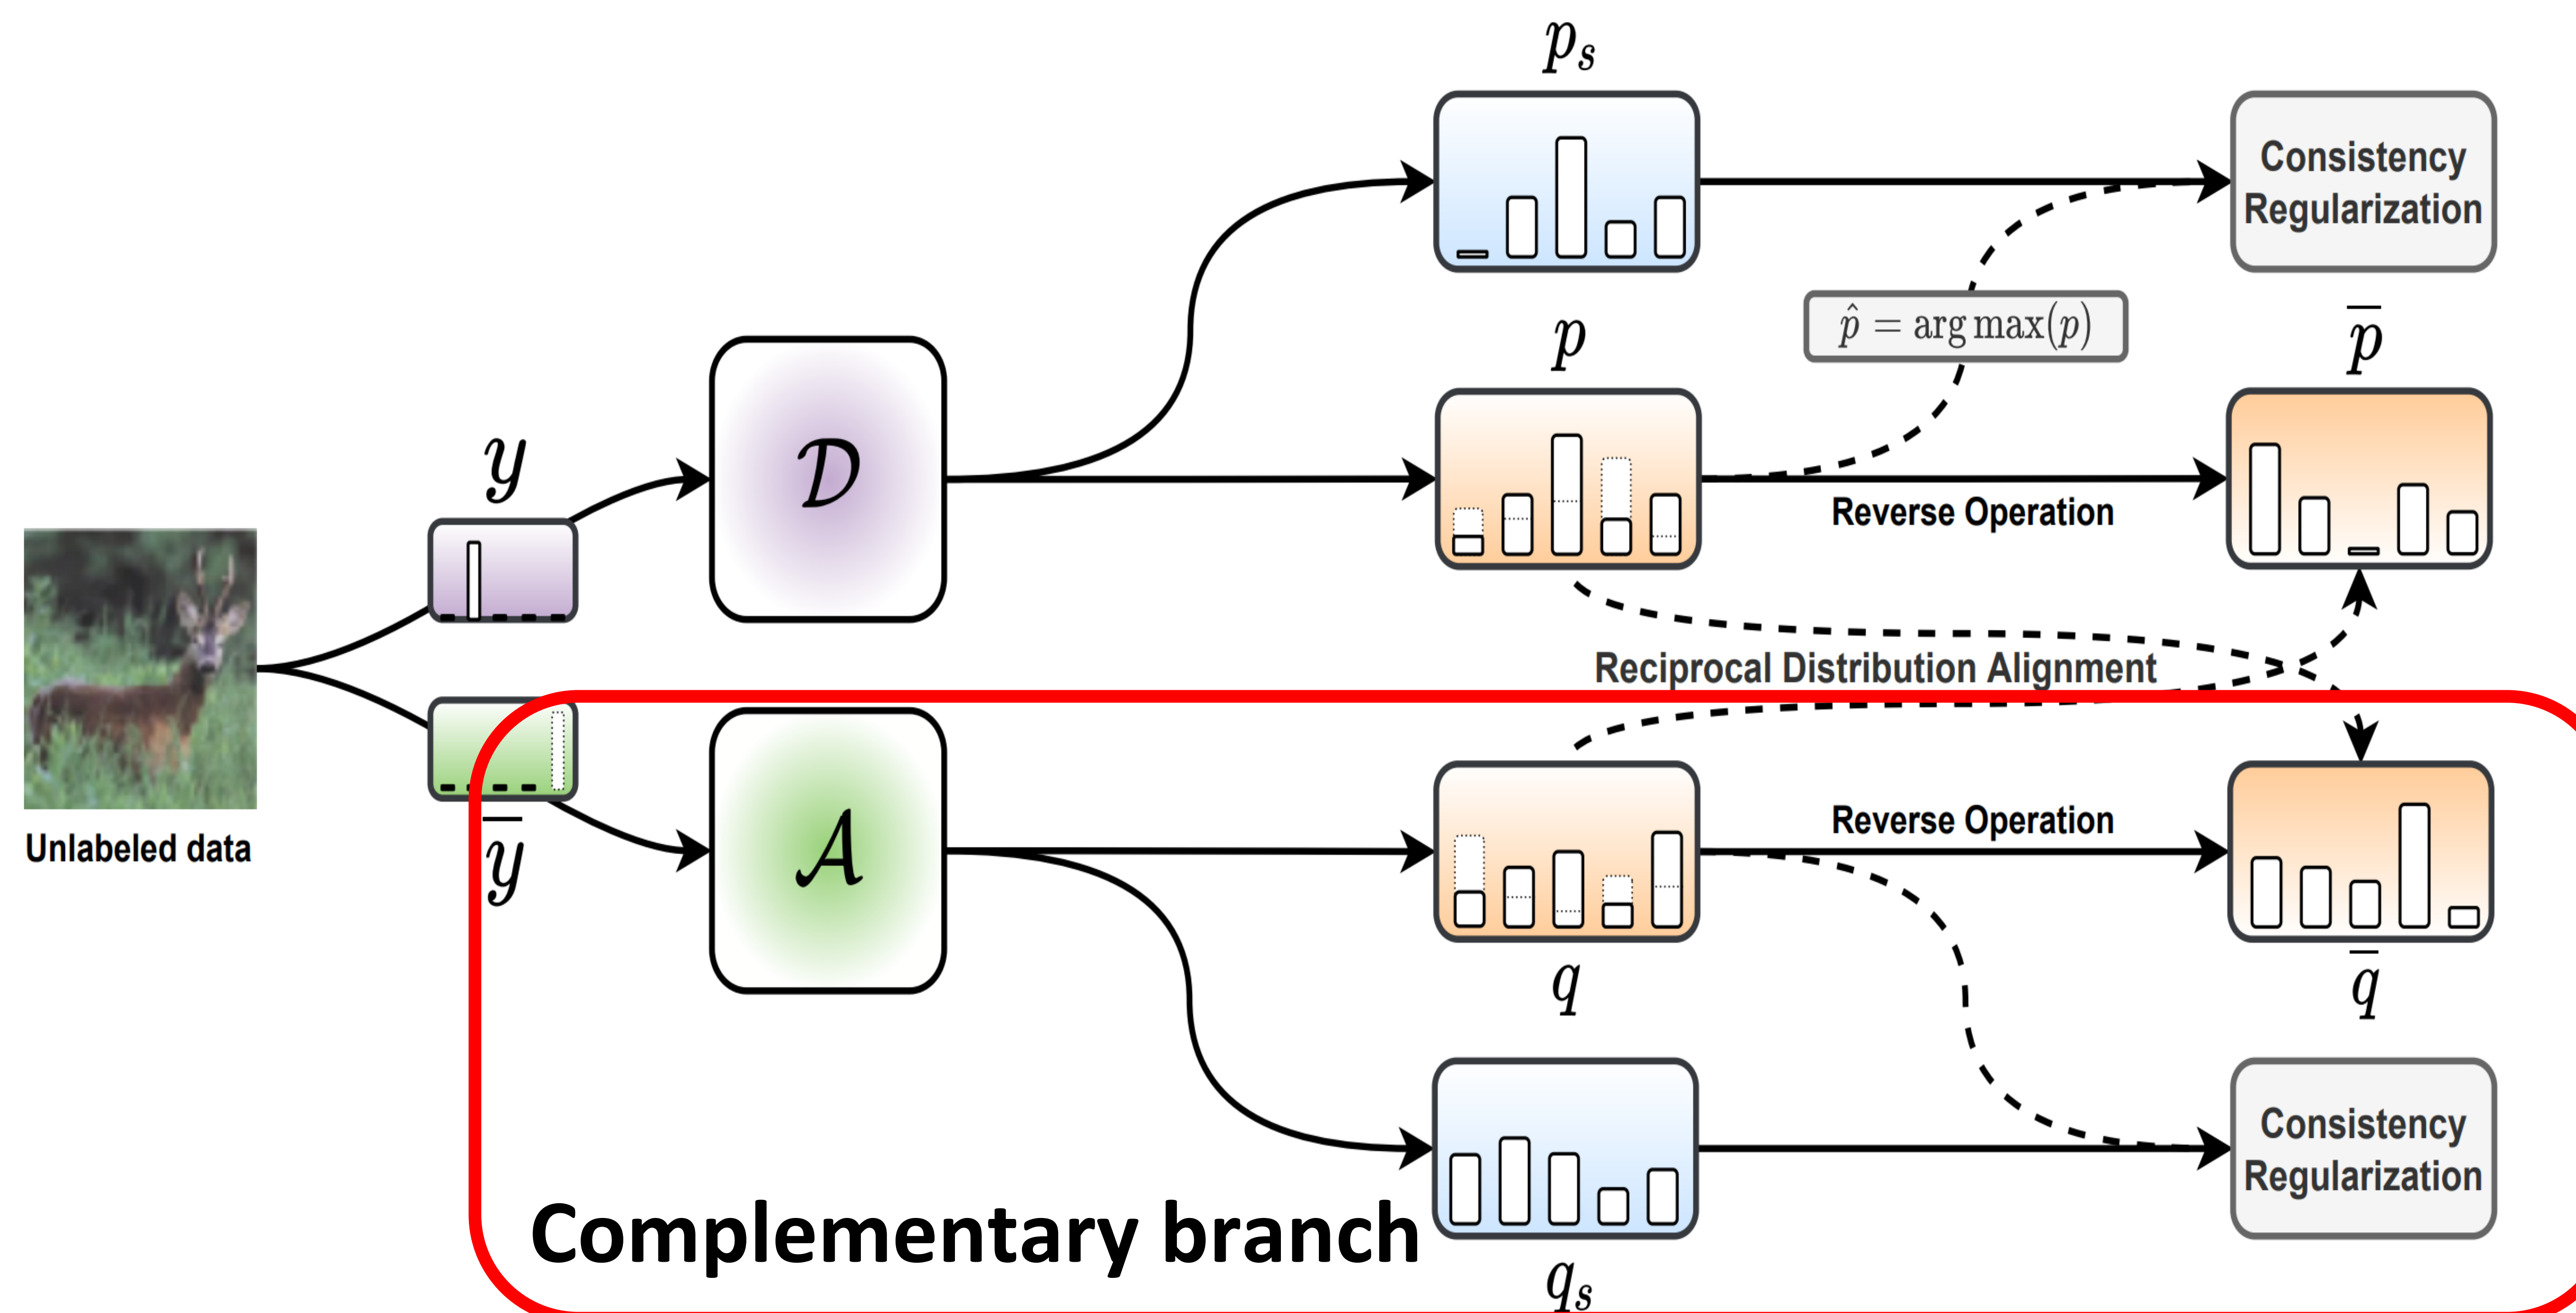 p_s
Consistency
Regularization
p̂ = arg max(p)
p
p̅
y
𝒟
Reverse Operation
Reciprocal Distribution Alignment
Unlabeled data
y̅
𝒜
Reverse Operation
q
q̅
Consistency
Regularization
Complementary branch
q_s